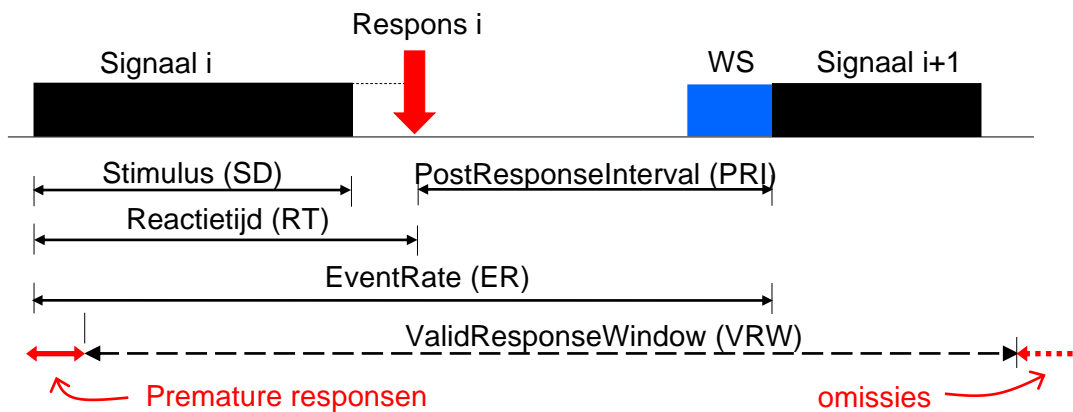 Respons i
Signaal i
WS
Signaal i+1
Stimulus (SD)
PostResponseInterval (PRI)
Reactietijd (RT)
EventRate (ER)
ValidResponseWindow (VRW)
Premature responsen
omissies